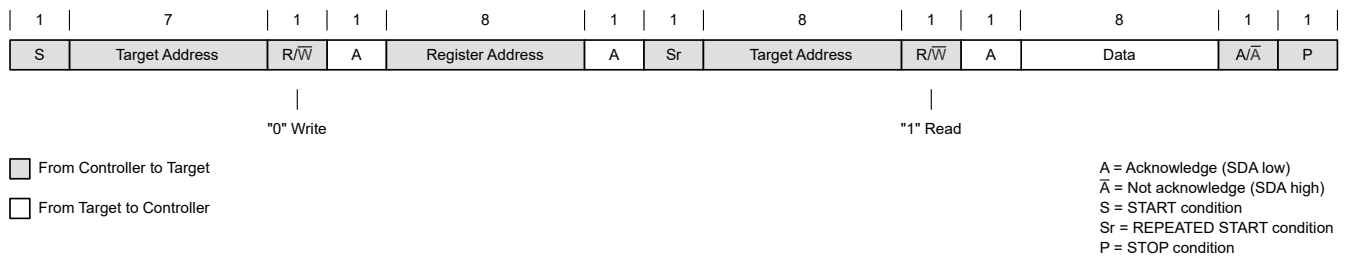 1 7 1 1 8 1 1 8 1 1 8 1 1
S Target Address R/W̅ A Register Address A Sr Target Address R/W̅ A Data A/A̅ P
"0" Write "1" Read
From Controller to Target
From Target to Controller
A = Acknowledge (SDA low)
A̅ = Not acknowledge (SDA high)
S = START condition
Sr = REPEATED START condition
P = STOP condition